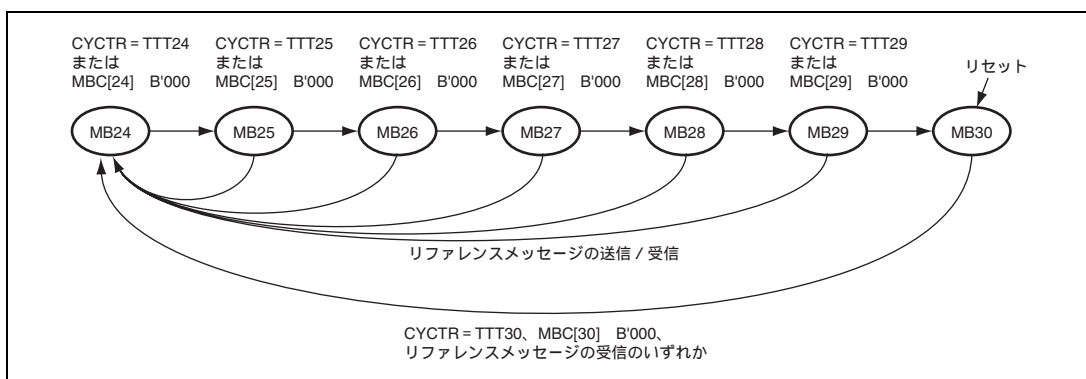 CYCTR = TTT24
または
MBC[24] B'000
CYCTR = TTT25
または
MBC[25] B'000
CYCTR = TTT26
または
MBC[26] B'000
CYCTR = TTT27
または
MBC[27] B'000
CYCTR = TTT28
または
MBC[28] B'000
CYCTR = TTT29
または
MBC[29] B'000
リセット
MB24
MB25
MB26
MB27
MB28
MB29
MB30
リファレンスメッセージの送信 / 受信
CYCTR = TTT30、MBC[30] B'000、
リファレンスメッセージの受信のいずれか